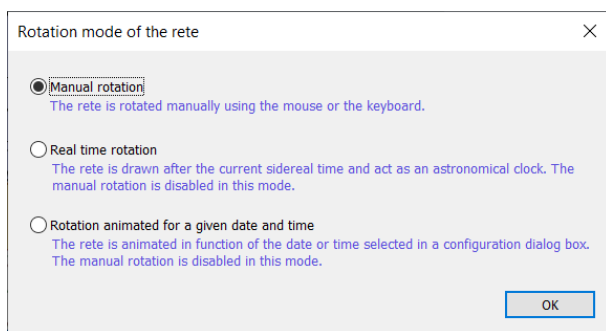 Rotation mode of the rete
Manual rotation
The rete is rotated manually using the mouse or the keyboard.
Real time rotation
The rete is drawn after the current sidereal time and act as an astronomical clock. The
manual rotation is disabled in this mode.
Rotation animated for a given date and time
The rete is animated in function of the date or time selected in a configuration dialog box.
The manual rotation is disabled in this mode.
OK